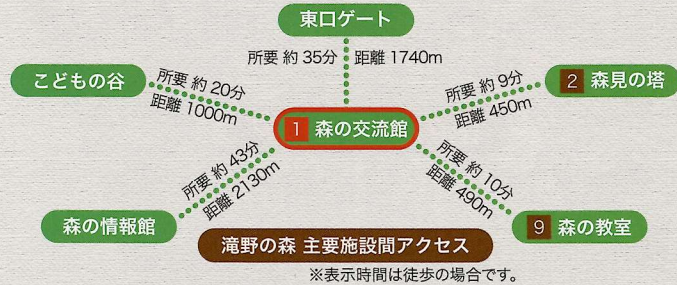 東口ゲート
所要 約 35分 距離 1740m
こどもの谷
所要 約 20分
距離 1000m
所要 約 9分
距離 450m
2 森見の塔
1 森の交流館
所要 約 43分
距離 2130m
所要 約 10分
距離 490m
森の情報館
9 森の教室
滝野の森 主要施設間アクセス
※表示時間は徒歩の場合です。